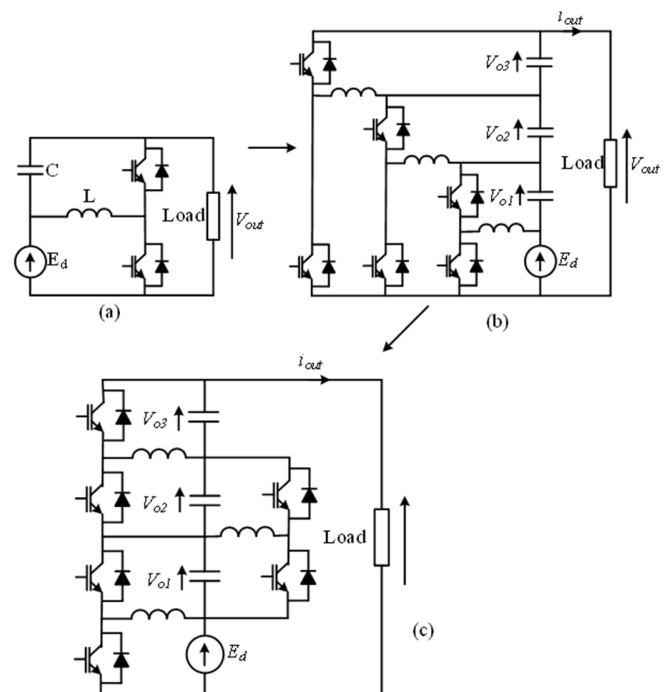 C
L
E_d
Load
V_out
(a)
i_out
V_o3
V_o2
V_o1
E_d
Load
V_out
(b)
i_out
V_o3
V_o2
V_o1
E_d
Load
(c)